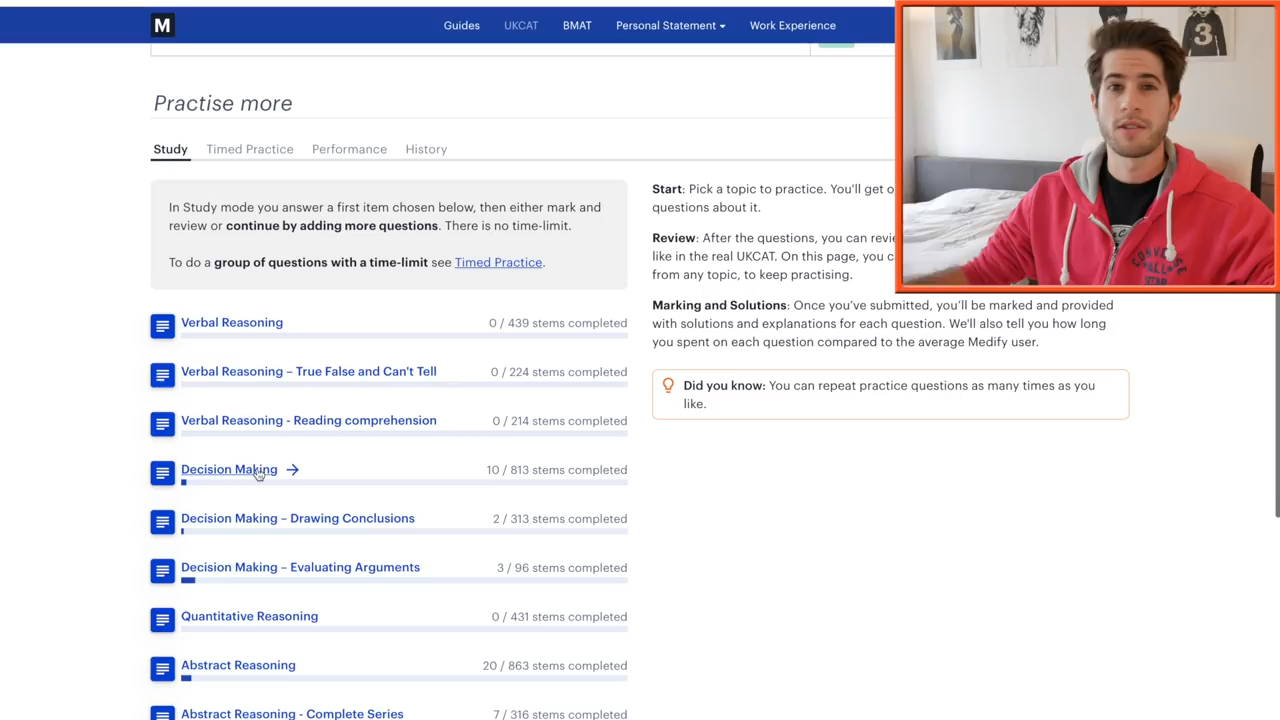 M
Guides
UKCAT
BMAT
Personal Statement
Work Experience
Practise more
Study
Timed Practice
Performance
History
In Study mode you answer a first item chosen below, then either mark and
review or continue by adding more questions. There is no time-limit.
To do a group of questions with a time-limit see Timed Practice.
Start: Pick a topic to practice. You'll get o
questions about it.
Review: After the questions, you can revie
like in the real UKCAT. On this page, you c
from any topic, to keep practising.
Marking and Solutions: Once you've submitted, you'll be marked and provided
with solutions and explanations for each question. We'll also tell you how long
you spent on each question compared to the average Medify user.
Did you know: You can repeat practice questions as many times as you
like.
Verbal Reasoning
0 / 439 stems completed
Verbal Reasoning – True False and Can't Tell
0 / 224 stems completed
Verbal Reasoning - Reading comprehension
0 / 214 stems completed
Decision Making →
10 / 813 stems completed
Decision Making – Drawing Conclusions
2 / 313 stems completed
Decision Making – Evaluating Arguments
3 / 96 stems completed
Quantitative Reasoning
0 / 431 stems completed
Abstract Reasoning
20 / 863 stems completed
Abstract Reasoning - Complete Series
7 / 316 stems completed
3
CONVERSE
ALL STAR